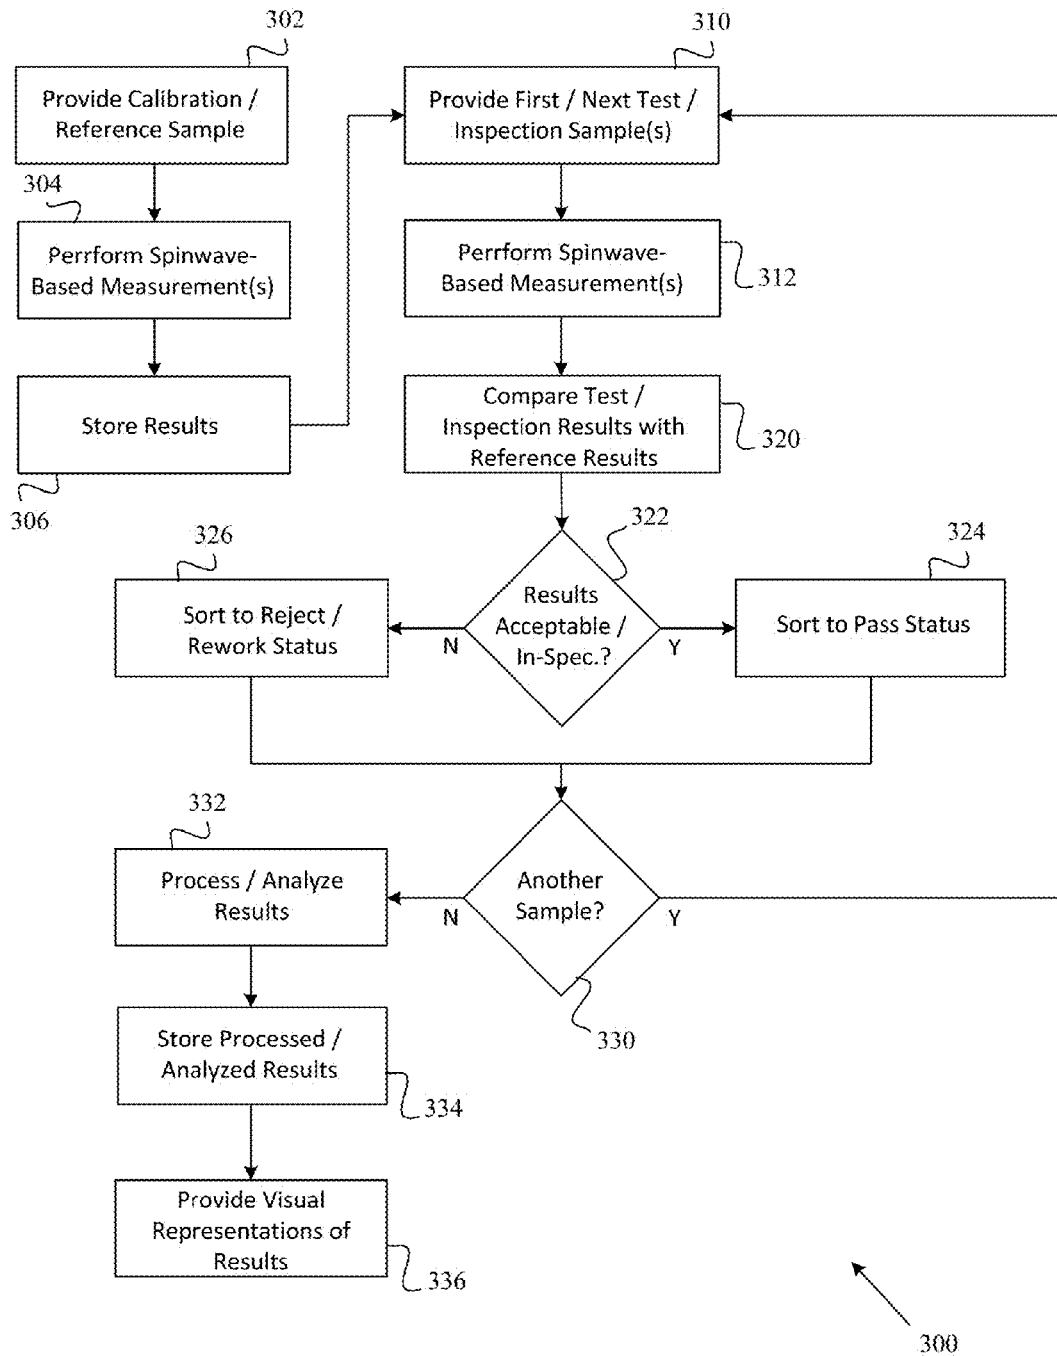 302
Provide Calibration /
Reference Sample
304
Perrform Spinwave-
Based Measurement(s)
Store Results
306
310
Provide First / Next Test /
Inspection Sample(s)
Perrform Spinwave-
Based Measurement(s)
312
Compare Test /
Inspection Results with
Reference Results
320
322
Results
Acceptable /
In-Spec.?
N
Y
326
Sort to Reject /
Rework Status
324
Sort to Pass Status
Another
Sample?
N
Y
330
332
Process / Analyze
Results
Store Processed /
Analyzed Results
334
Provide Visual
Representations of
Results
336
300